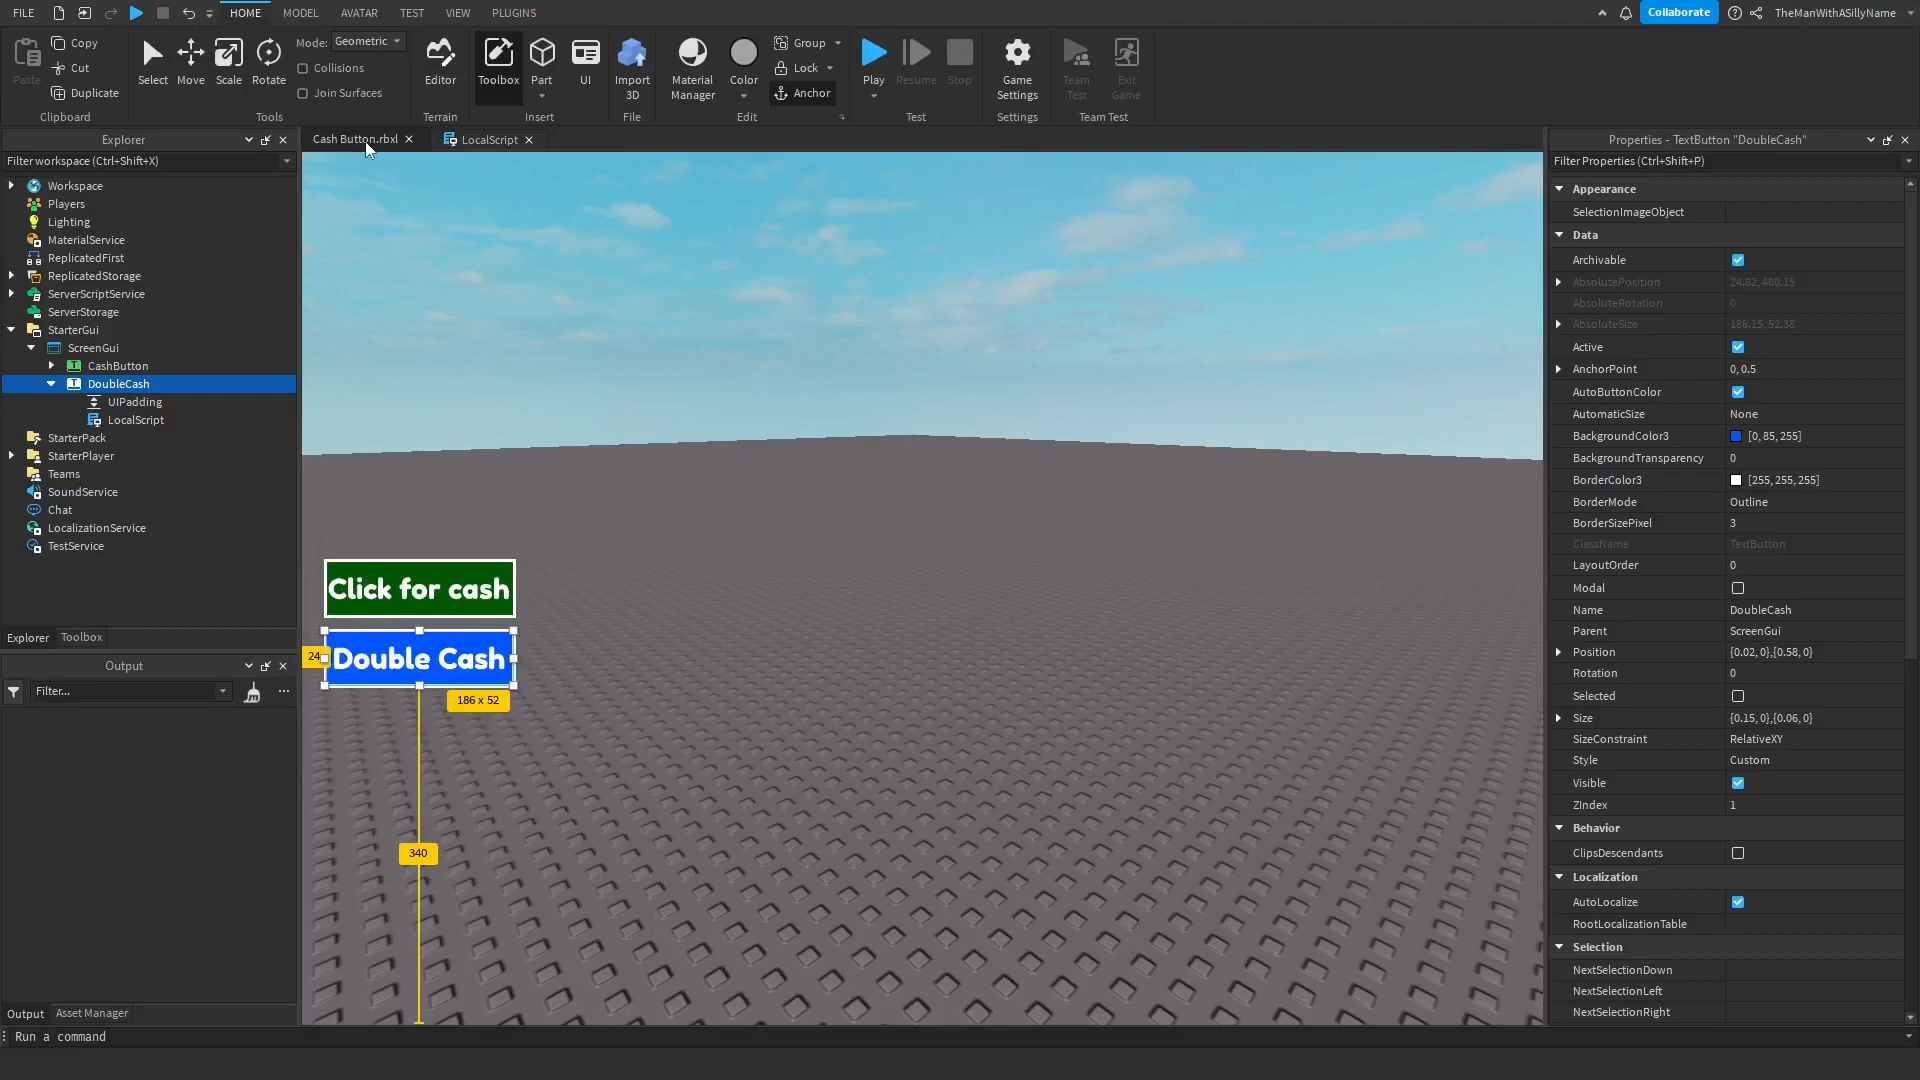 FILE HOME MODEL AVATAR TEST VIEW PLUGINS Collaborate TheManWithASillyName
Paste Copy Cut Duplicate Clipboard
Select Move Scale Rotate Mode: Geometric Collisions Join Surfaces Tools
Editor Terrain
Toolbox Part UI Insert
Import 3D File
Material Manager Color Group Lock Anchor Edit
Play Resume Stop Test
Game Settings Settings
Team Test Exit Game Team Test
Explorer
Filter workspace (Ctrl+Shift+X)
Workspace
Players
Lighting
MaterialService
ReplicatedFirst
ReplicatedStorage
ServerScriptService
ServerStorage
StarterGui
ScreenGui
CashButton
DoubleCash
UIPadding
LocalScript
StarterPack
StarterPlayer
Teams
SoundService
Chat
LocalizationService
TestService
Explorer Toolbox
Output
Filter...
Output Asset Manager
Run a command
Cash Button.rbxl LocalScript
Click for cash
24 Double Cash
186 x 52
340
Properties - TextButton "DoubleCash"
Filter Properties (Ctrl+Shift+P)
Appearance
SelectionImageObject
Data
Archivable
AbsolutePosition 24.82, 460.15
AbsoluteRotation 0
AbsoluteSize 186.15, 52.38
Active
AnchorPoint 0, 0.5
AutoButtonColor
AutomaticSize None
BackgroundColor3 [0, 85, 255]
BackgroundTransparency 0
BorderColor3 [255, 255, 255]
BorderMode Outline
BorderSizePixel 3
ClassName TextButton
LayoutOrder 0
Modal
Name DoubleCash
Parent ScreenGui
Position {0.02, 0},{0.58, 0}
Rotation 0
Selected
Size {0.15, 0},{0.06, 0}
SizeConstraint RelativeXY
Style Custom
Visible
ZIndex 1
Behavior
ClipsDescendants
Localization
AutoLocalize
RootLocalizationTable
Selection
NextSelectionDown
NextSelectionLeft
NextSelectionRight